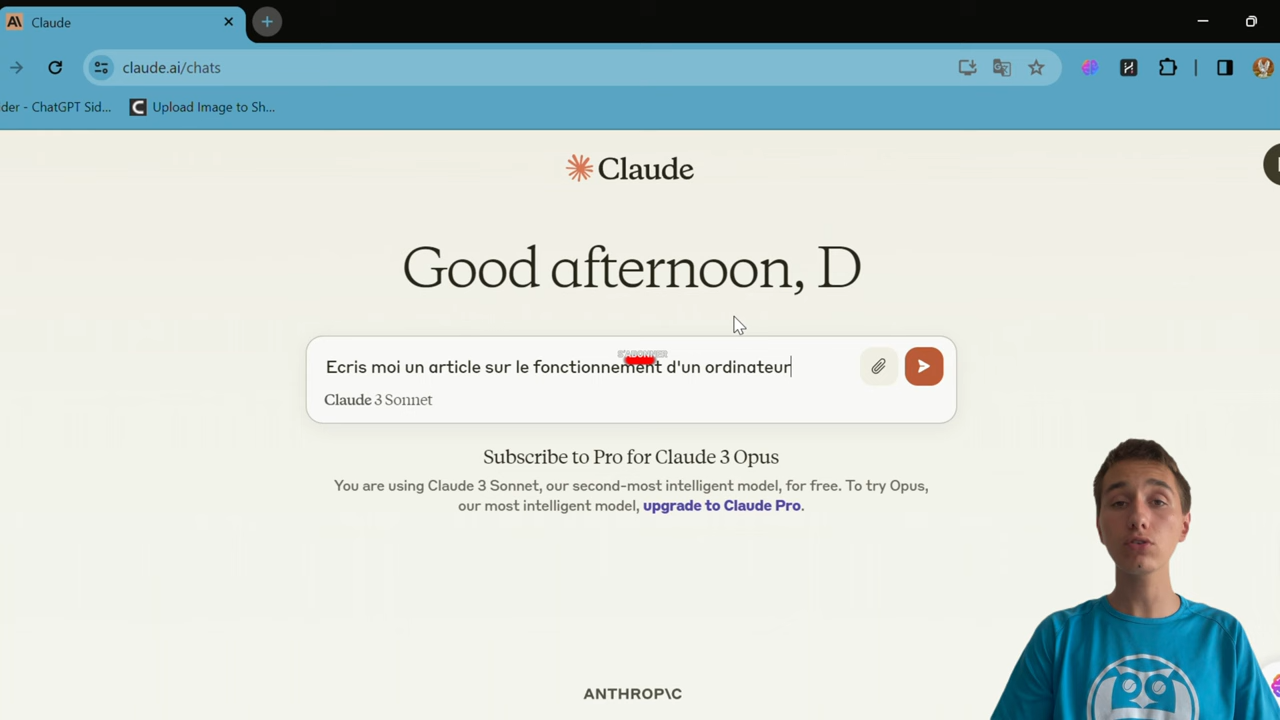 Claude
claude.ai/chats
der - ChatGPT Sid...
Upload Image to Sh...
Claude
Good afternoon, D
S'ABONNER
Ecris moi un article sur le fonctionnement d'un ordinateur
Claude 3 Sonnet
Subscribe to Pro for Claude 3 Opus
You are using Claude 3 Sonnet, our second-most intelligent model, for free. To try Opus,
our most intelligent model, upgrade to Claude Pro.
ANTHROP\C